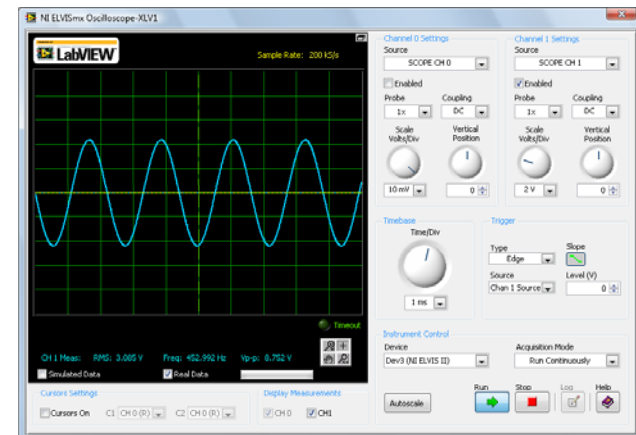 NI ELVISmx Oscilloscope-XLV1
LabVIEW
Sample Rate: 200 kS/s
Timeout
CH 1 Meas: RMS: 3.085 V Freq: 452.992 Hz Vp-p: 8.752 V
Simulated Data Real Data
Cursors Settings
Cursors On C1 CH 0 (R) C2 CH 0 (R)
Display Measurements
CH 0 CH1
Channel 0 Settings
Source
SCOPE CH 0
Enabled
Probe Coupling
1x DC
Scale Vertical
Volts/Div Position
10 mV 0
Channel 1 Settings
Source
SCOPE CH 1
Enabled
Probe Coupling
1x DC
Scale Vertical
Volts/Div Position
2 V 0
Timebase
Time/Div
1 ms
Trigger
Type Slope
Edge
Source Level (V)
Chan 1 Source 0
Instrument Control
Device Acquisition Mode
Dev3 (NI ELVIS II) Run Continuously
Run Stop Log Help
Autoscale